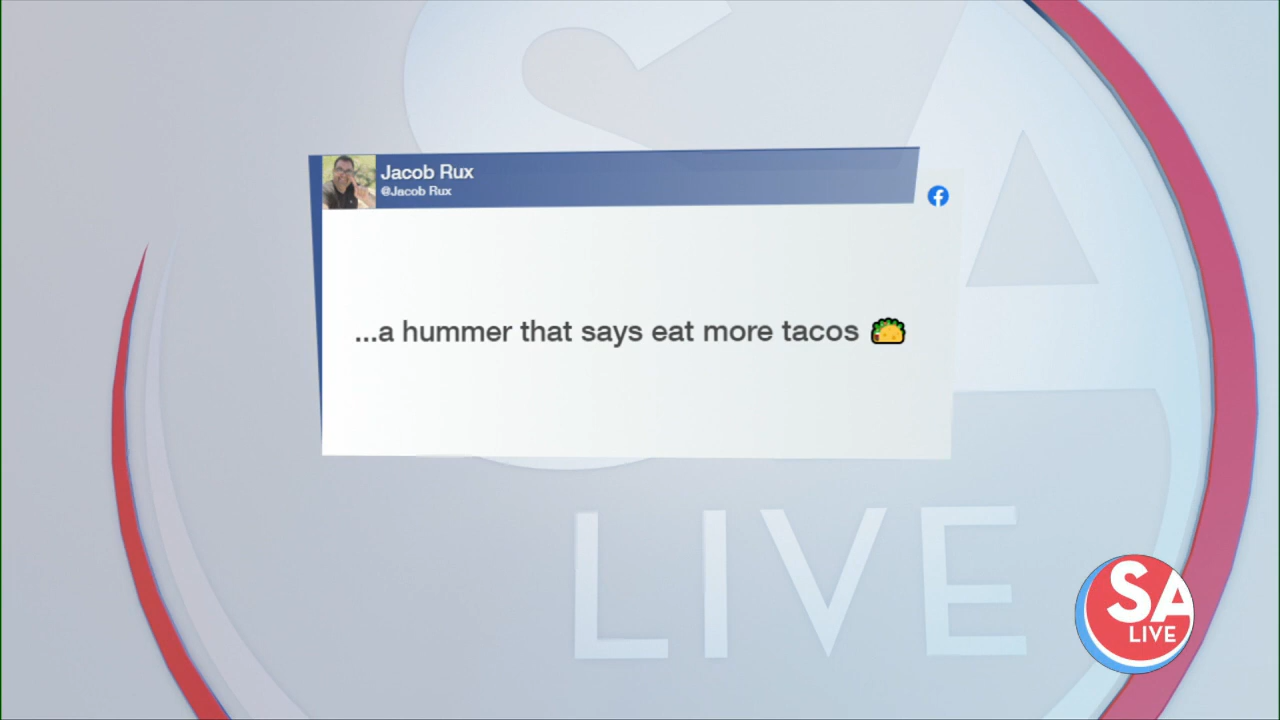 Jacob Rux
@Jacob Rux
...a hummer that says eat more tacos 🌮
SA
LIVE
SA
LIVE